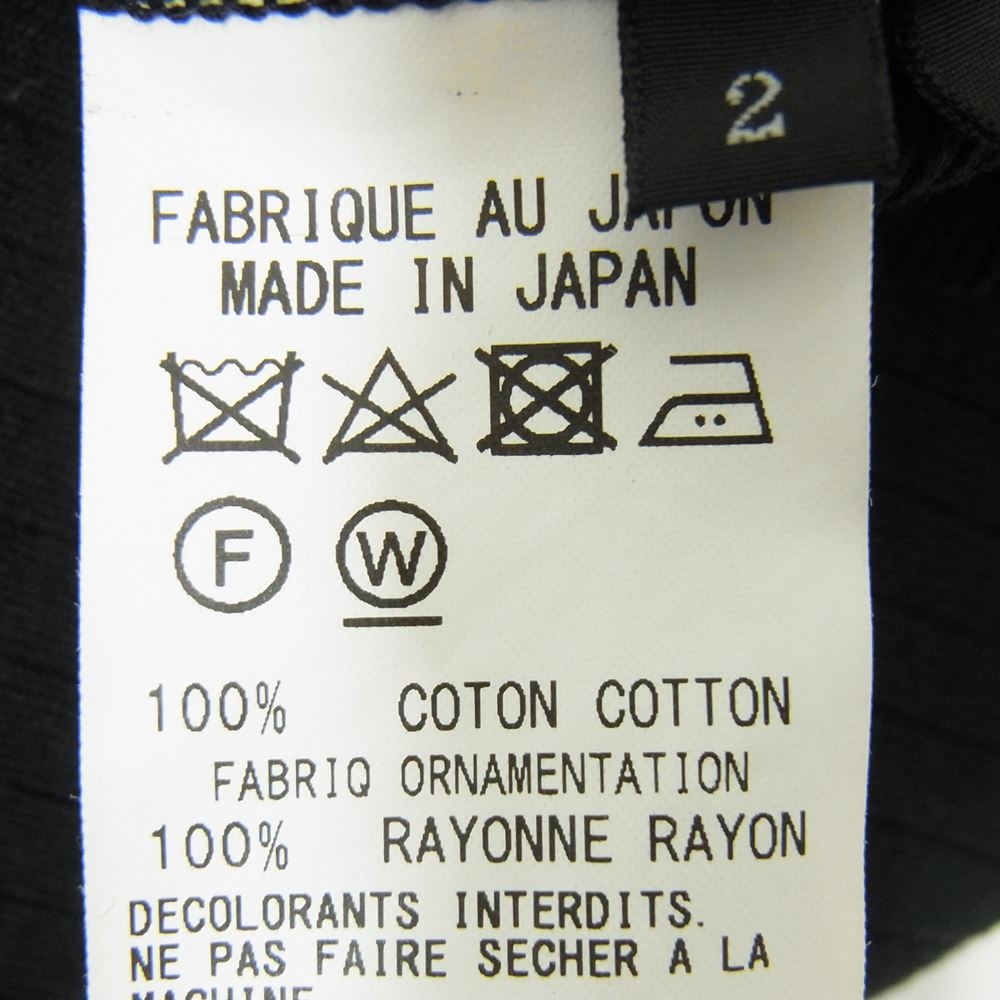 2
FABRIQUE AU JAPON
MADE IN JAPAN
F W
100% COTON COTTON
FABRIQ ORNAMENTATION
100% RAYONNE RAYON
DECOLORANTS INTERDITS.
NE PAS FAIRE SECHER A LA
MACHINE